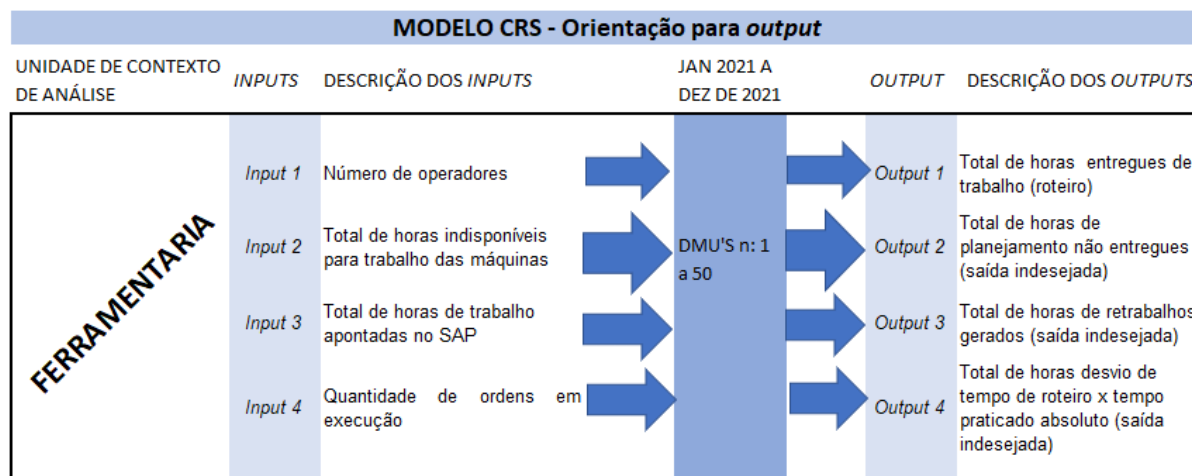 MODELO CRS - Orientação para output
UNIDADE DE CONTEXTO
DE ANÁLISE
INPUTS
DESCRIÇÃO DOS INPUTS
JAN 2021 A
DEZ DE 2021
OUTPUT
DESCRIÇÃO DOS OUTPUTS
FERRAMENTARIA
Input 1
Número de operadores
Output 1
Total de horas entregues de
trabalho (roteiro)
Input 2
Total de horas indisponíveis
para trabalho das máquinas
DMU'S n: 1
a 50
Output 2
Total de horas de
planejamento não entregues
(saída indesejada)
Input 3
Total de horas de trabalho
apontadas no SAP
Output 3
Total de horas de retrabalhos
gerados (saída indesejada)
Input 4
Quantidade de ordens em
execução
Output 4
Total de horas desvio de
tempo de roteiro x tempo
praticado absoluto (saída
indesejada)